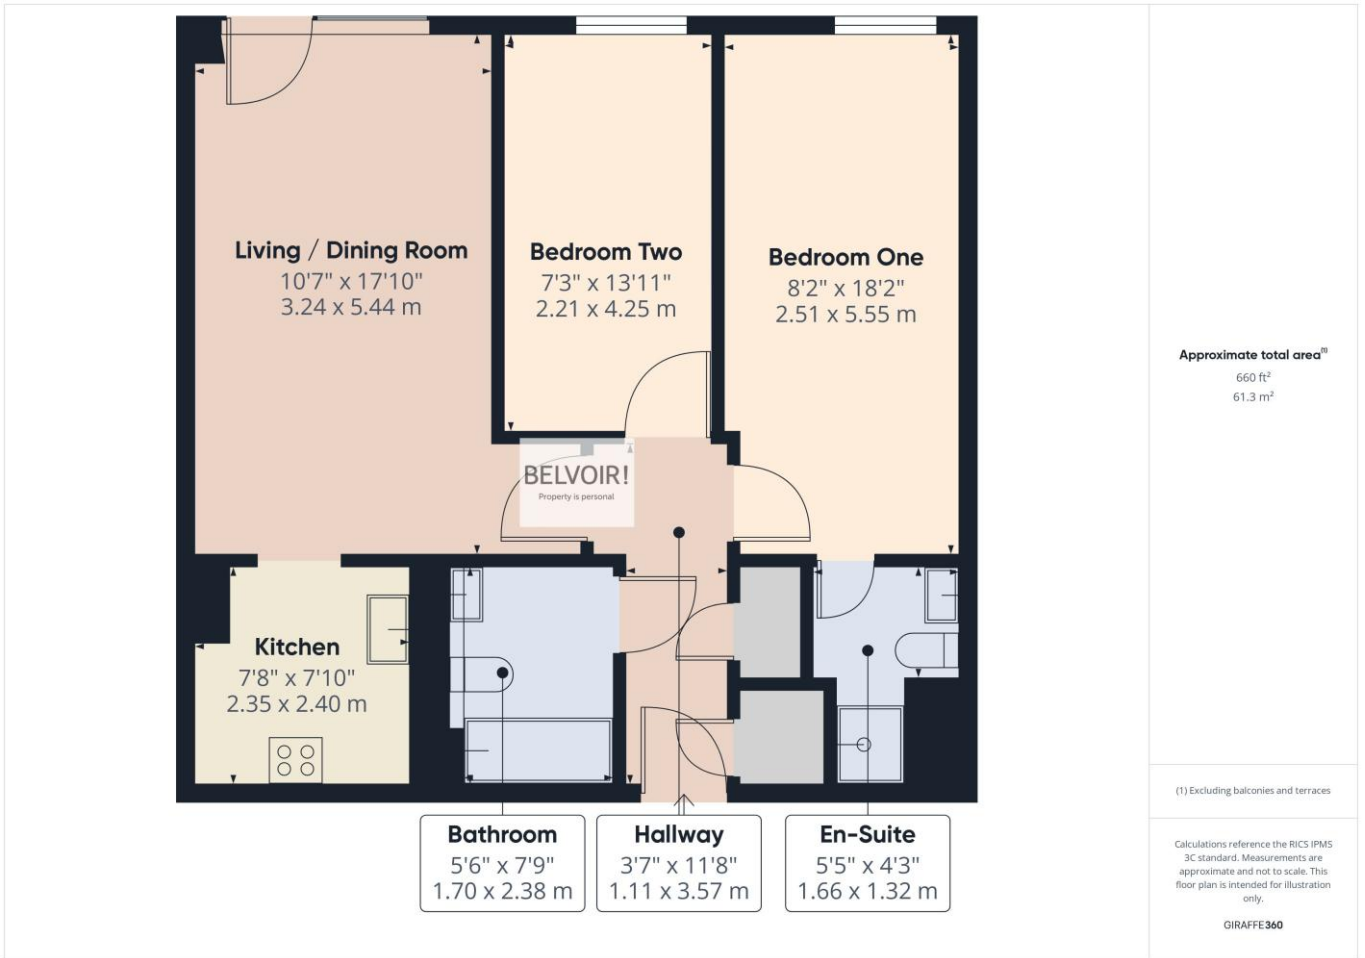 Living / Dining Room
10'7" x 17'10"
3.24 x 5.44 m
Bedroom Two
7'3" x 13'11"
2.21 x 4.25 m
Bedroom One
8'2" x 18'2"
2.51 x 5.55 m
BELVOIR!
Property is personal
Kitchen
7'8" x 7'10"
2.35 x 2.40 m
Bathroom
5'6" x 7'9"
1.70 x 2.38 m
Hallway
3'7" x 11'8"
1.11 x 3.57 m
En-Suite
5'5" x 4'3"
1.66 x 1.32 m
Approximate total area(1)
660 ft²
61.3 m²
(1) Excluding balconies and terraces
Calculations reference the RICS IPMS
3C standard. Measurements are
approximate and not to scale. This
floor plan is intended for illustration
only.
GIRAFFE360